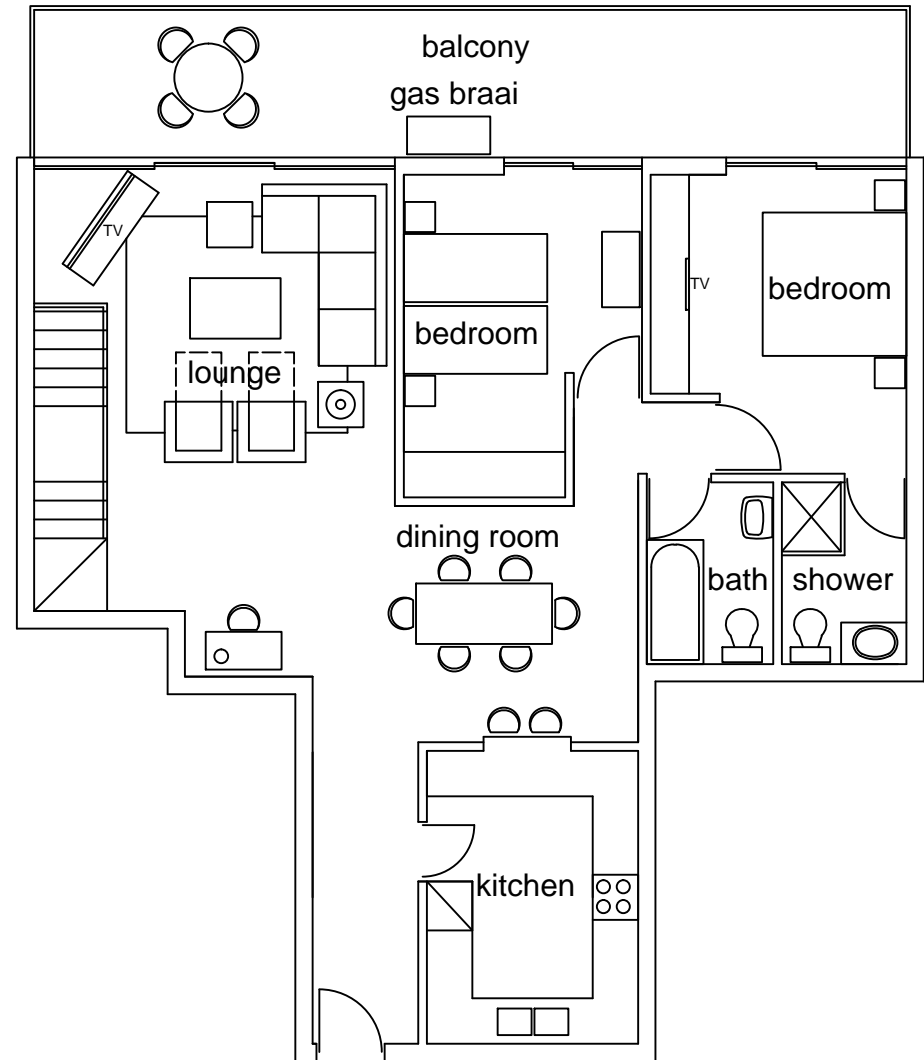 balcony
gas braai
TV
TV
bedroom
bedroom
lounge
dining room
bath
shower
kitchen